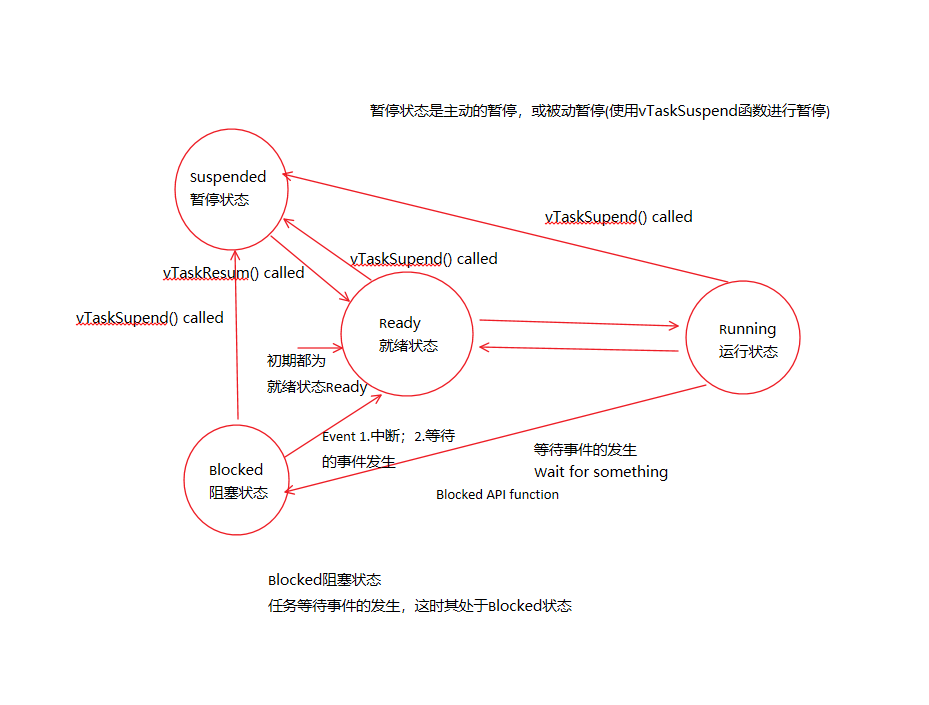 暂停状态是主动的暂停，或被动暂停(使用vTaskSuspend函数进行暂停)
Suspended
暂停状态
vTaskSupend() called
vTaskSupend() called
vTaskResum() called
vTaskSupend() called
Ready
就绪状态
Running
运行状态
初期都为
就绪状态Ready
Event 1.中断；2.等待
的事件发生
等待事件的发生
Wait for something
Blocked
阻塞状态
Blocked API function
Blocked阻塞状态
任务等待事件的发生，这时其处于Blocked状态